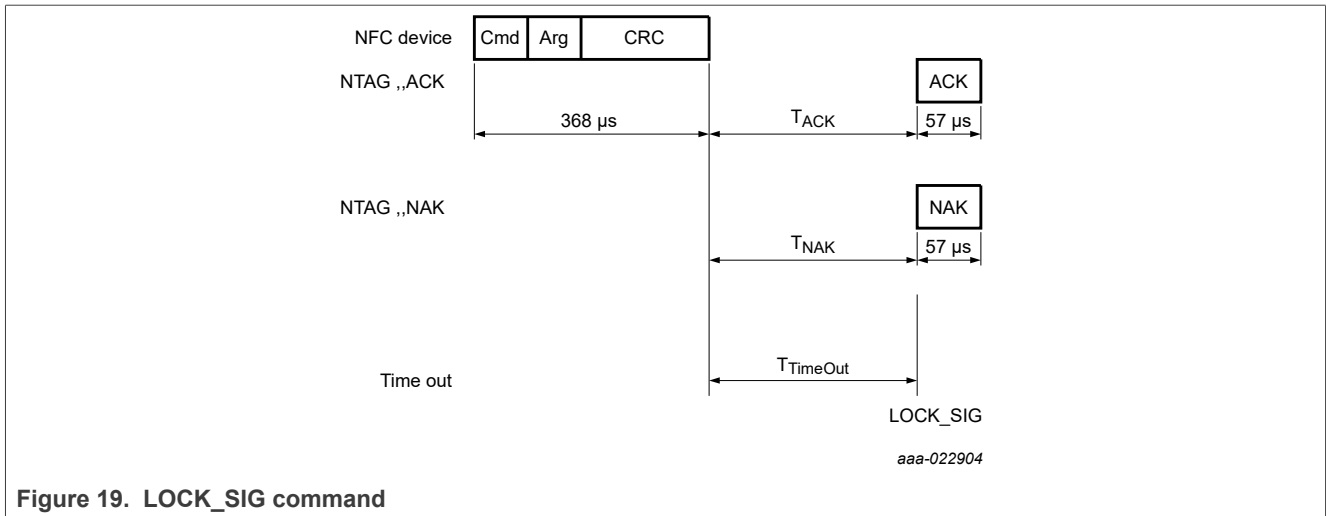 NFC device Cmd Arg CRC
NTAG ,,ACK ACK
368 µs TACK 57 µs
NTAG ,,NAK NAK
TNAK 57 µs
Time out TTimeOut
LOCK_SIG
aaa-022904
Figure 19. LOCK_SIG command